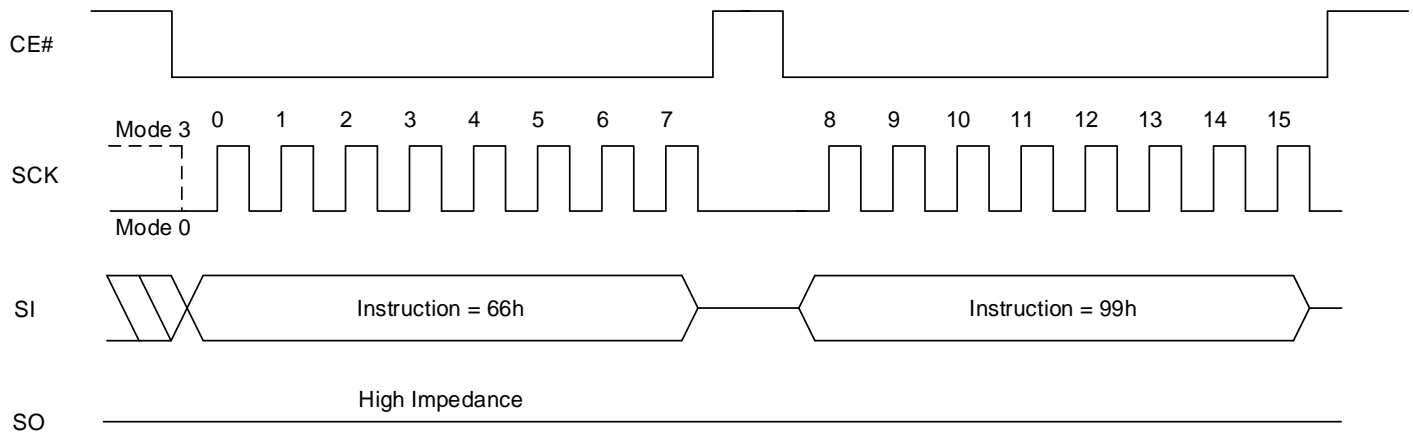 CE#
Mode 3
0 1 2 3 4 5 6 7 8 9 10 11 12 13 14 15
SCK
Mode 0
SI
Instruction = 66h
Instruction = 99h
High Impedance
SO